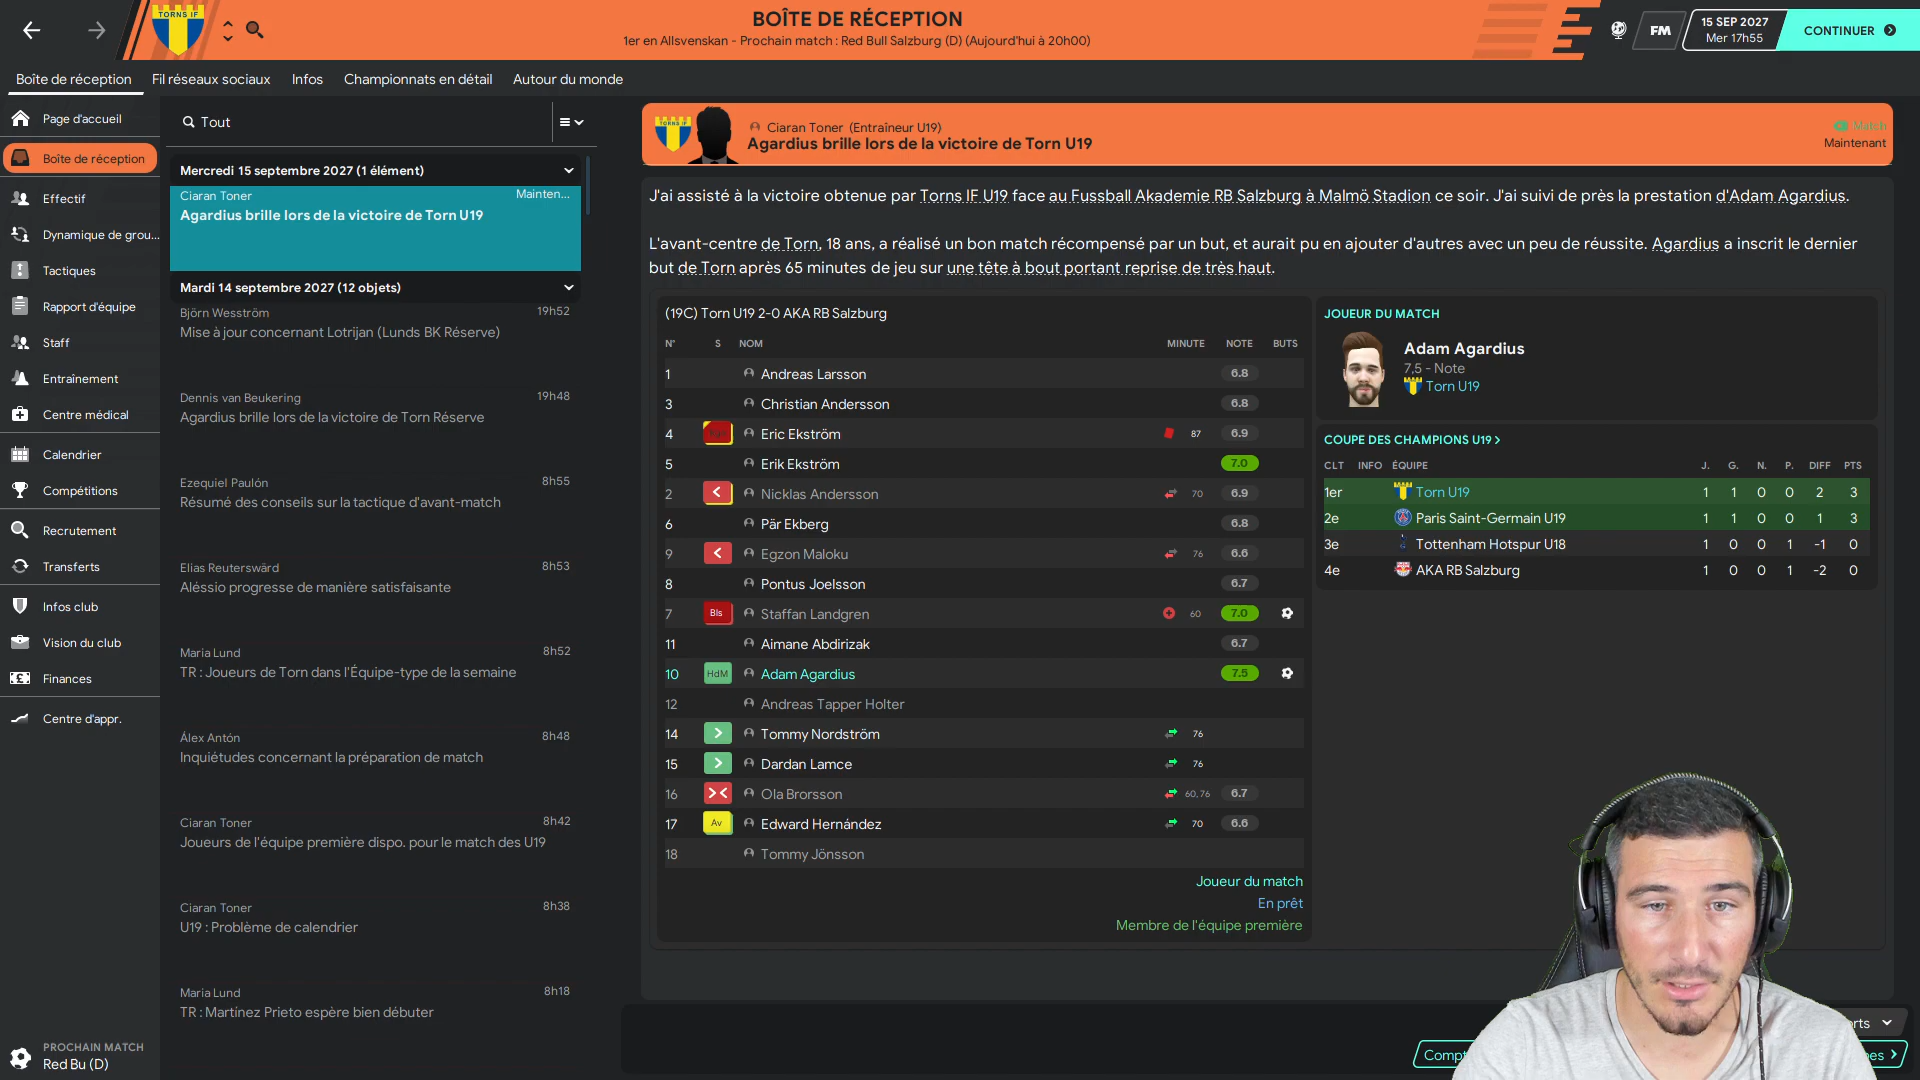 TORNS IF
BOÎTE DE RÉCEPTION
1er en Allsvenskan - Prochain match : Red Bull Salzburg (D) (Aujourd'hui à 20h00)
FM
15 SEP 2027
Mer 17h55
CONTINUER
Boîte de réception
Fil réseaux sociaux
Infos
Championnats en détail
Autour du monde
Page d'accueil
Boîte de réception
Effectif
Dynamique de grou...
Tactiques
Rapport d'équipe
Staff
Entraînement
Centre médical
Calendrier
Compétitions
Recrutement
Transferts
Infos club
Vision du club
Finances
Centre d'appr.
PROCHAIN MATCH
Red Bu (D)
Tout
Mercredi 15 septembre 2027 (1 élément)
Ciaran Toner Mainten...
Agardius brille lors de la victoire de Torn U19
Mardi 14 septembre 2027 (12 objets)
Björn Wesström 19h52
Mise à jour concernant Lotrijan (Lunds BK Réserve)
Dennis van Beukering 19h48
Agardius brille lors de la victoire de Torn Réserve
Ezequiel Paulón 8h55
Résumé des conseils sur la tactique d'avant-match
Elias Reuterswärd 8h53
Aléssio progresse de manière satisfaisante
Maria Lund 8h52
TR : Joueurs de Torn dans l'Équipe-type de la semaine
Álex Antón 8h48
Inquiétudes concernant la préparation de match
Ciaran Toner 8h42
Joueurs de l'équipe première dispo. pour le match des U19
Ciaran Toner 8h38
U19 : Problème de calendrier
Maria Lund 8h18
TR : Martínez Prieto espère bien débuter
Ciaran Toner (Entraîneur U19)
Agardius brille lors de la victoire de Torn U19
Match
Maintenant
J'ai assisté à la victoire obtenue par Torns IF U19 face au Fussball Akademie RB Salzburg à Malmö Stadion ce soir. J'ai suivi de près la prestation d'Adam Agardius.
L'avant-centre de Torn, 18 ans, a réalisé un bon match récompensé par un but, et aurait pu en ajouter d'autres avec un peu de réussite. Agardius a inscrit le dernier
but de Torn après 65 minutes de jeu sur une tête à bout portant reprise de très haut.
(19C) Torn U19 2-0 AKA RB Salzburg
N° S NOM MINUTE NOTE BUTS
1 Andreas Larsson 6.8
3 Christian Andersson 6.8
4 Eric Ekström 87 6.9
5 Erik Ekström 7.0
2 Nicklas Andersson 70 6.9
6 Pär Ekberg 6.8
9 Egzon Maloku 76 6.6
8 Pontus Joelsson 6.7
7 Bls Staffan Landgren 60 7.0
11 Aimane Abdirizak 6.7
10 HdM Adam Agardius 7.5
12 Andreas Tapper Holter
14 Tommy Nordström 76
15 Dardan Lamce 76
16 Ola Brorsson 60, 76 6.7
17 Av Edward Hernández 70 6.6
18 Tommy Jönsson
Joueur du match
En prêt
Membre de l'équipe première
JOUEUR DU MATCH
Adam Agardius
7,5 - Note
Torn U19
COUPE DES CHAMPIONS U19 >
CLT INFO ÉQUIPE J. G. N. P. DIFF PTS
1er Torn U19 1 1 0 0 2 3
2e Paris Saint-Germain U19 1 1 0 0 1 3
3e Tottenham Hotspur U18 1 0 0 1 -1 0
4e AKA RB Salzburg 1 0 0 1 -2 0